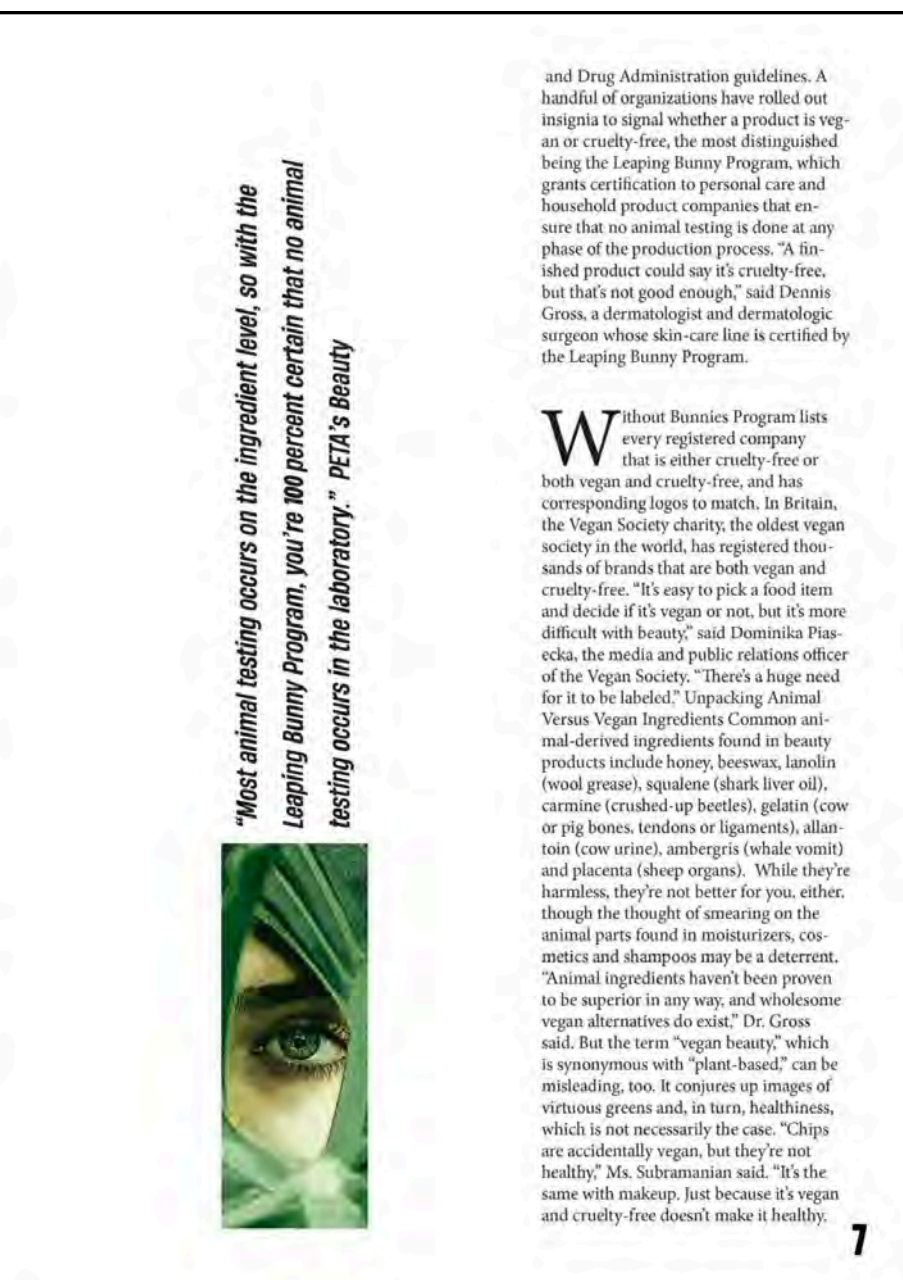 and Drug Administration guidelines. A
handful of organizations have rolled out
insignia to signal whether a product is veg-
an or cruelty-free, the most distinguished
being the Leaping Bunny Program, which
grants certification to personal care and
household product companies that en-
sure that no animal testing is done at any
phase of the production process. “A fin-
ished product could say it’s cruelty-free,
but that’s not good enough,” said Dennis
Gross, a dermatologist and dermatologic
surgeon whose skin-care line is certified by
the Leaping Bunny Program.
“Most animal testing occurs on the ingredient level, so with the
Leaping Bunny Program, you’re 100 percent certain that no animal
testing occurs in the laboratory.” PETA’s Beauty
Without Bunnies Program lists
every registered company
that is either cruelty-free or
both vegan and cruelty-free, and has
corresponding logos to match. In Britain,
the Vegan Society charity, the oldest vegan
society in the world, has registered thou-
sands of brands that are both vegan and
cruelty-free. “It’s easy to pick a food item
and decide if it’s vegan or not, but it’s more
difficult with beauty,” said Dominika Pias-
ecka, the media and public relations officer
of the Vegan Society. “There’s a huge need
for it to be labeled.” Unpacking Animal
Versus Vegan Ingredients Common ani-
mal-derived ingredients found in beauty
products include honey, beeswax, lanolin
(wool grease), squalene (shark liver oil),
carmine (crushed-up beetles), gelatin (cow
or pig bones, tendons or ligaments), allan-
toin (cow urine), ambergris (whale vomit)
and placenta (sheep organs). While they’re
harmless, they’re not better for you, either,
though the thought of smearing on the
animal parts found in moisturizers, cos-
metics and shampoos may be a deterrent.
“Animal ingredients haven’t been proven
to be superior in any way, and wholesome
vegan alternatives do exist,” Dr. Gross
said. But the term “vegan beauty,” which
is synonymous with “plant-based,” can be
misleading, too. It conjures up images of
virtuous greens and, in turn, healthiness,
which is not necessarily the case. “Chips
are accidentally vegan, but they’re not
healthy,” Ms. Subramanian said. “It’s the
same with makeup. Just because it’s vegan
and cruelty-free doesn’t make it healthy.
7